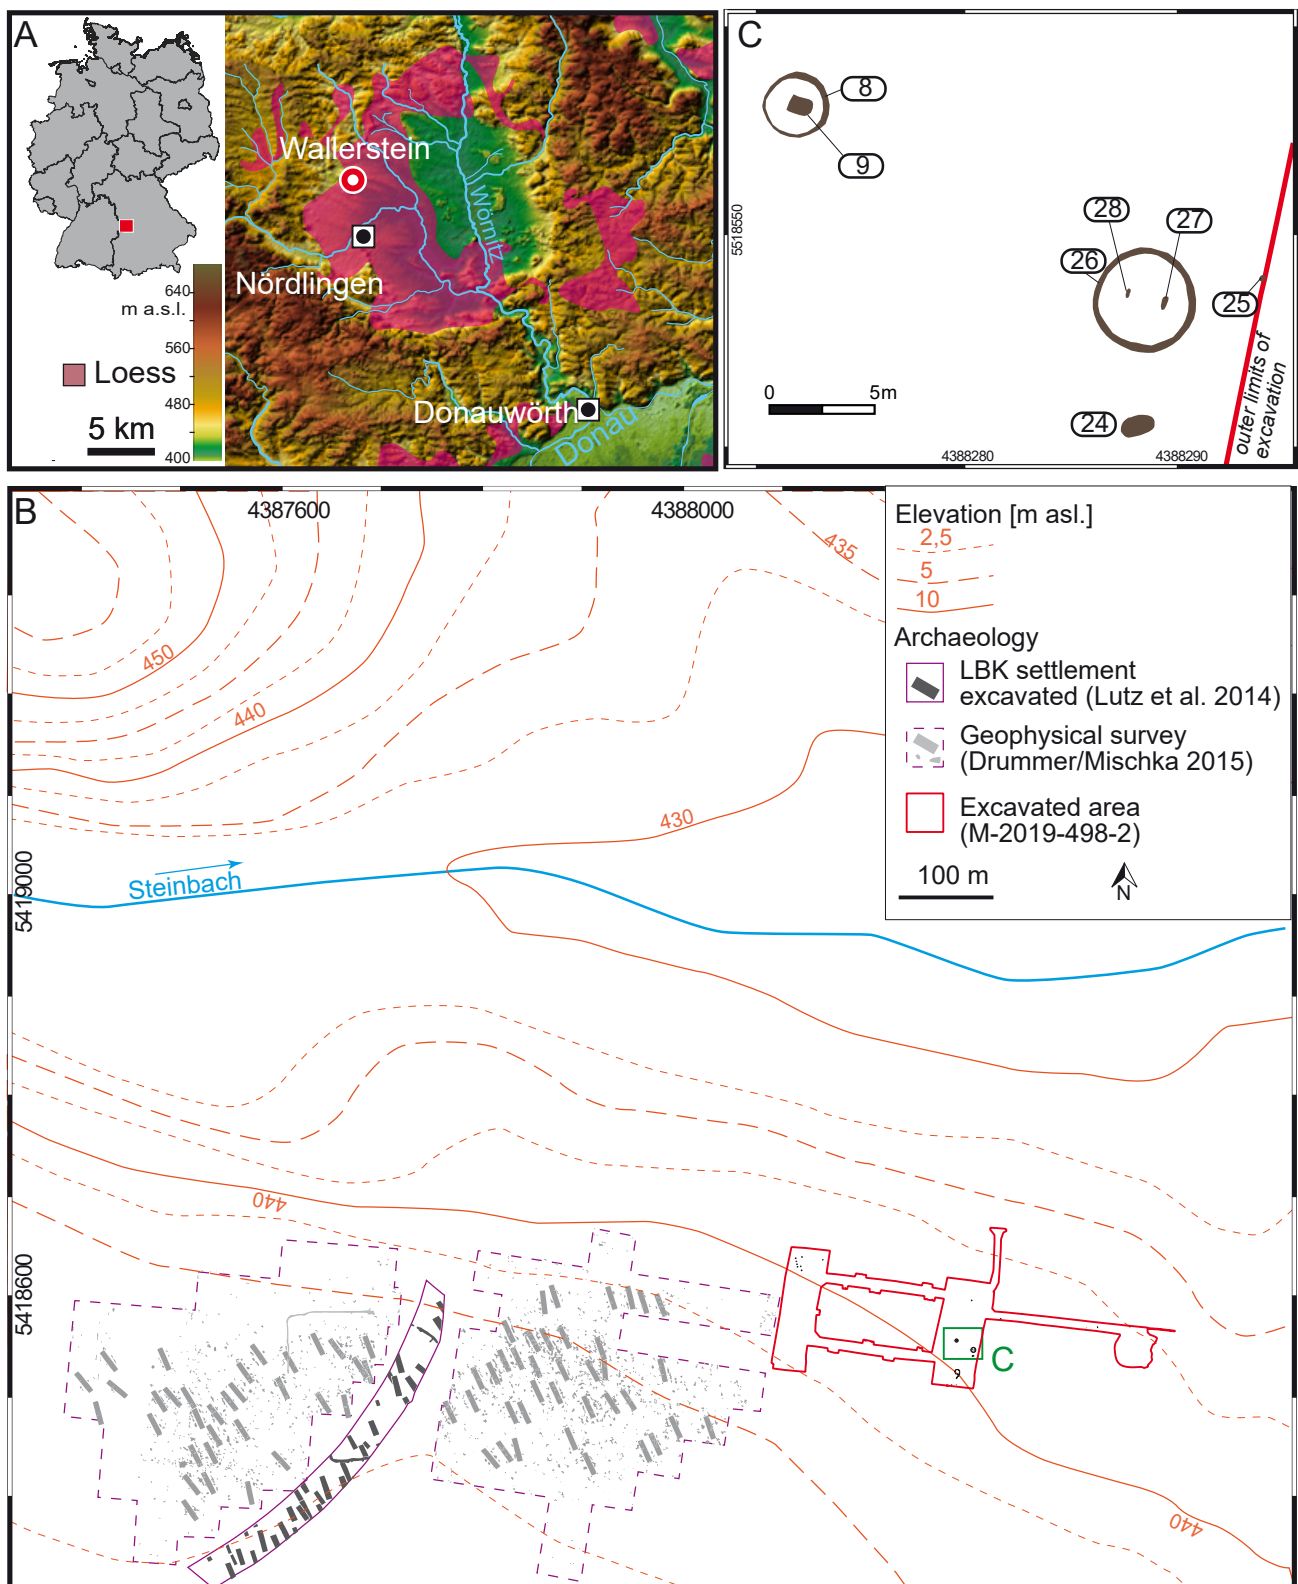 A
Wallerstein
Wörnitz
Nördlingen
Donauwörth
Donau
640
m a.s.l.
560
480
400
Loess
5 km
C
8
9
28
27
26
25
24
5518550
0
5m
outer limits of
excavation
4388280
4388290
B
4387600
4388000
435
450
440
430
Steinbach
5419000
440
5418600
C
440
Elevation [m asl.]
2,5
5
10
Archaeology
LBK settlement
excavated (Lutz et al. 2014)
Geophysical survey
(Drummer/Mischka 2015)
Excavated area
(M-2019-498-2)
100 m
N